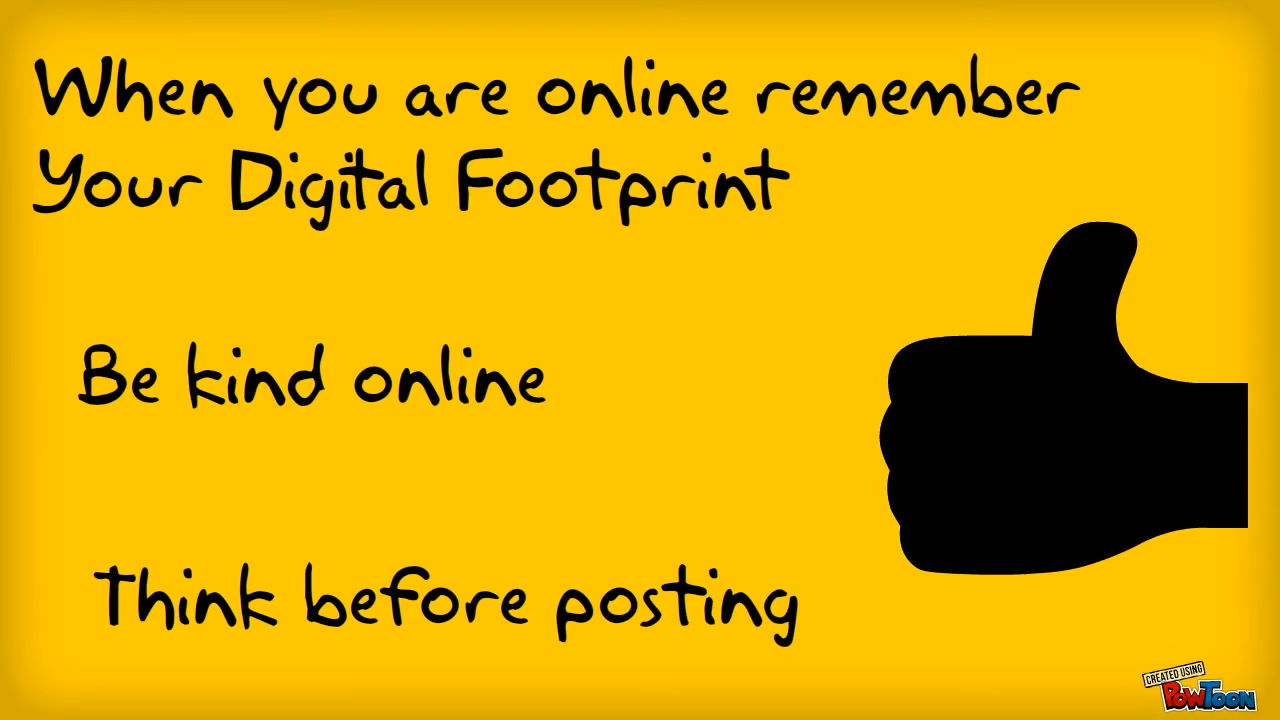 When you are online remember
Your Digital Footprint
Be kind online
Think before posting
CREATED USING
POWTOON